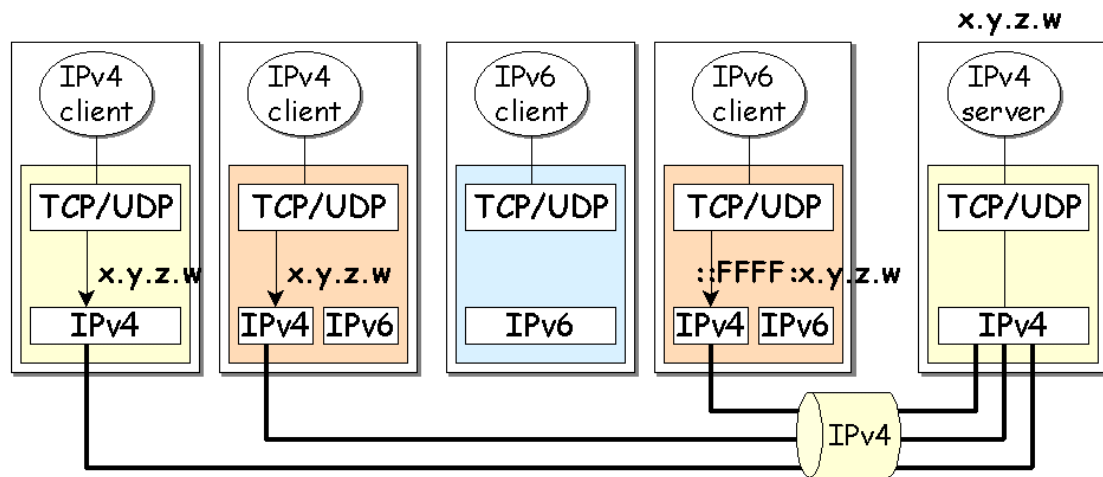 x.y.z.w
IPv4
client
IPv4
client
IPv6
client
IPv6
client
IPv4
server
TCP/UDP
TCP/UDP
TCP/UDP
TCP/UDP
TCP/UDP
x.y.z.w
x.y.z.w
::FFFF:x.y.z.w
IPv4
IPv4
IPv6
IPv6
IPv4
IPv6
IPv4
IPv4